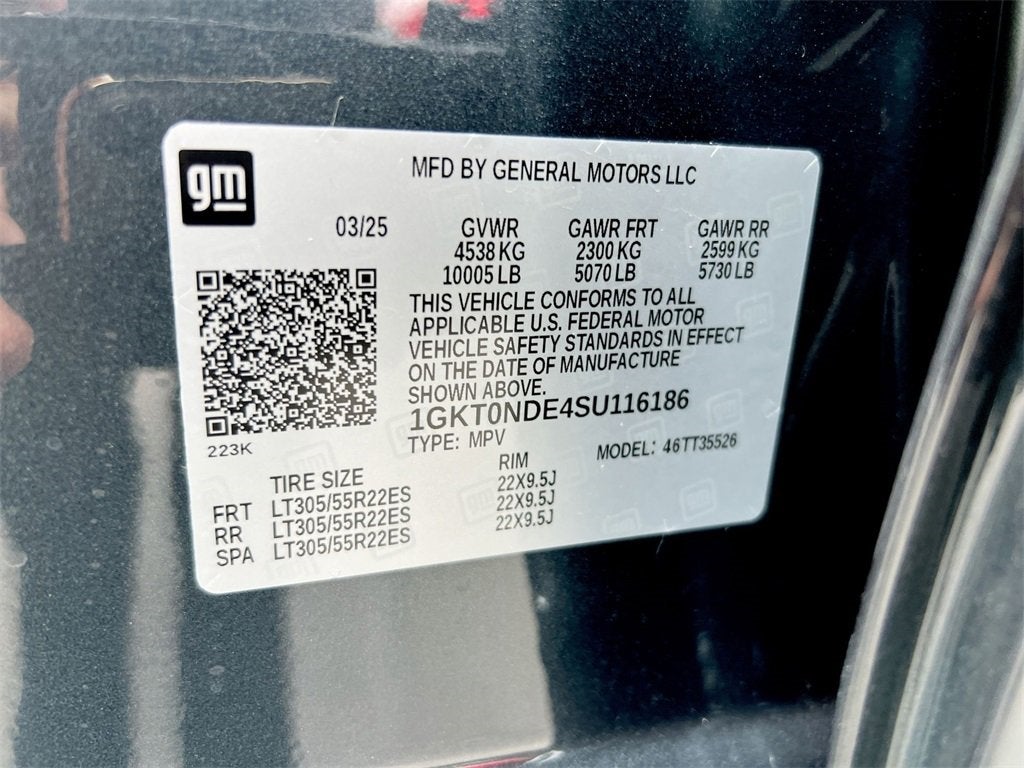 gm
MFD BY GENERAL MOTORS LLC
03/25 GVWR GAWR FRT GAWR RR
4538 KG 2300 KG 2599 KG
10005 LB 5070 LB 5730 LB
THIS VEHICLE CONFORMS TO ALL
APPLICABLE U.S. FEDERAL MOTOR
VEHICLE SAFETY STANDARDS IN EFFECT
ON THE DATE OF MANUFACTURE
SHOWN ABOVE.
1GKT0NDE4SU116186
223K
TYPE: MPV MODEL: 46TT35526
TIRE SIZE RIM
FRT LT305/55R22ES 22X9.5J
RR LT305/55R22ES 22X9.5J
SPA LT305/55R22ES 22X9.5J